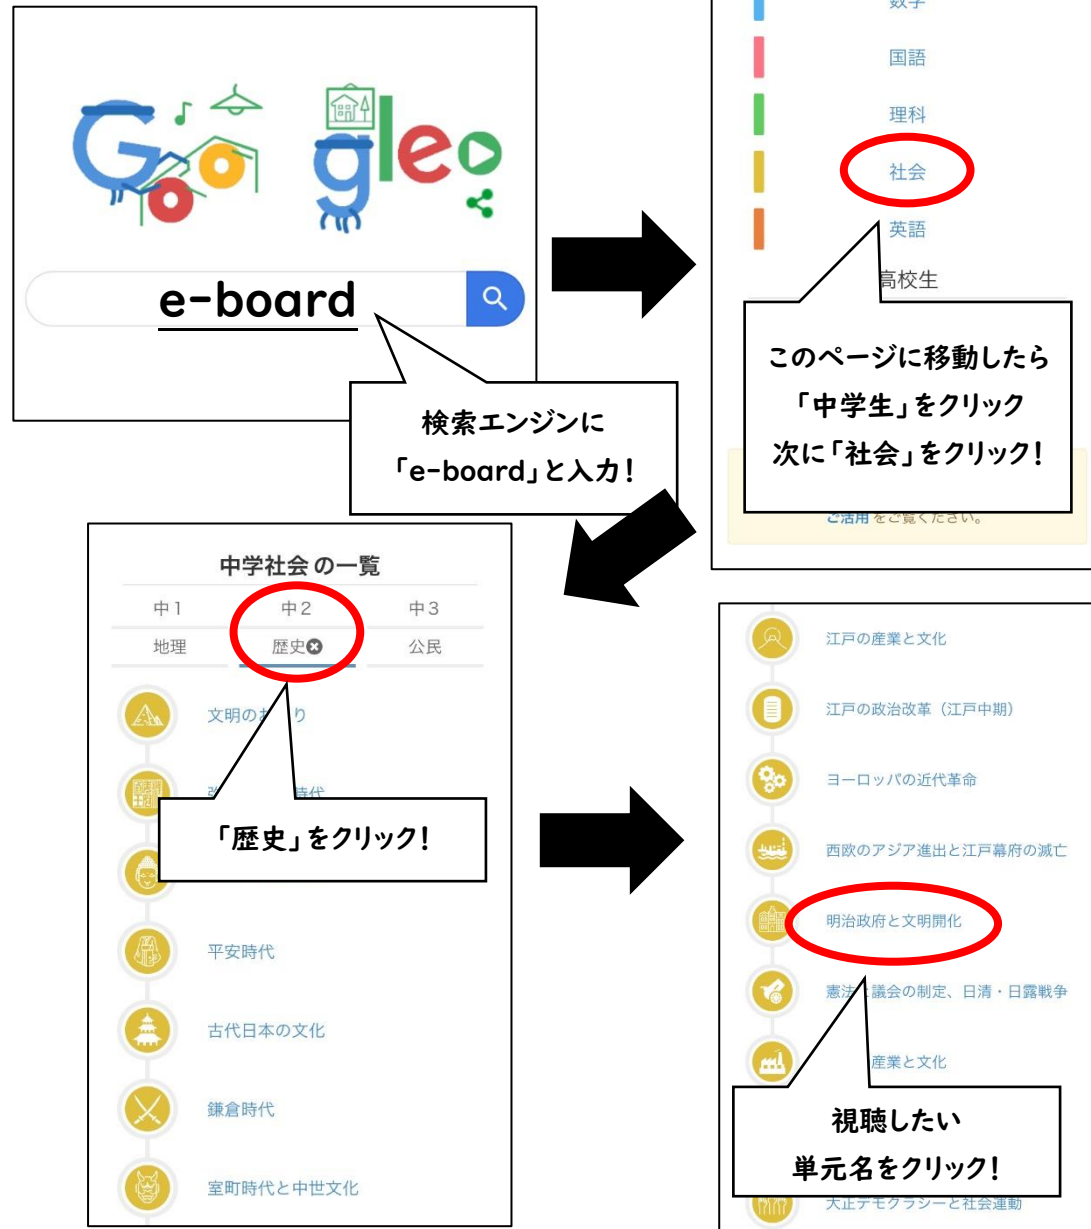 Google
e-board
検索エンジンに
「e-board」と入力!
数学
国語
理科
社会
英語
高校生
このページに移動したら
「中学生」をクリック
次に「社会」をクリック!
ご活用 をご覧ください。
中学社会 の一覧
中1 中2 中3
地理 歴史 公民
文明の
り
時代
「歴史」をクリック!
平安時代
古代日本の文化
鎌倉時代
室町時代と中世文化
江戸の産業と文化
江戸の政治改革(江戸中期)
ヨーロッパの近代革命
西欧のアジア進出と江戸幕府の滅亡
明治政府と文明開化
憲法 議会の制定、日清・日露戦争
産業と文化
視聴したい
単元名をクリック!
大正デモクラシーと社会運動